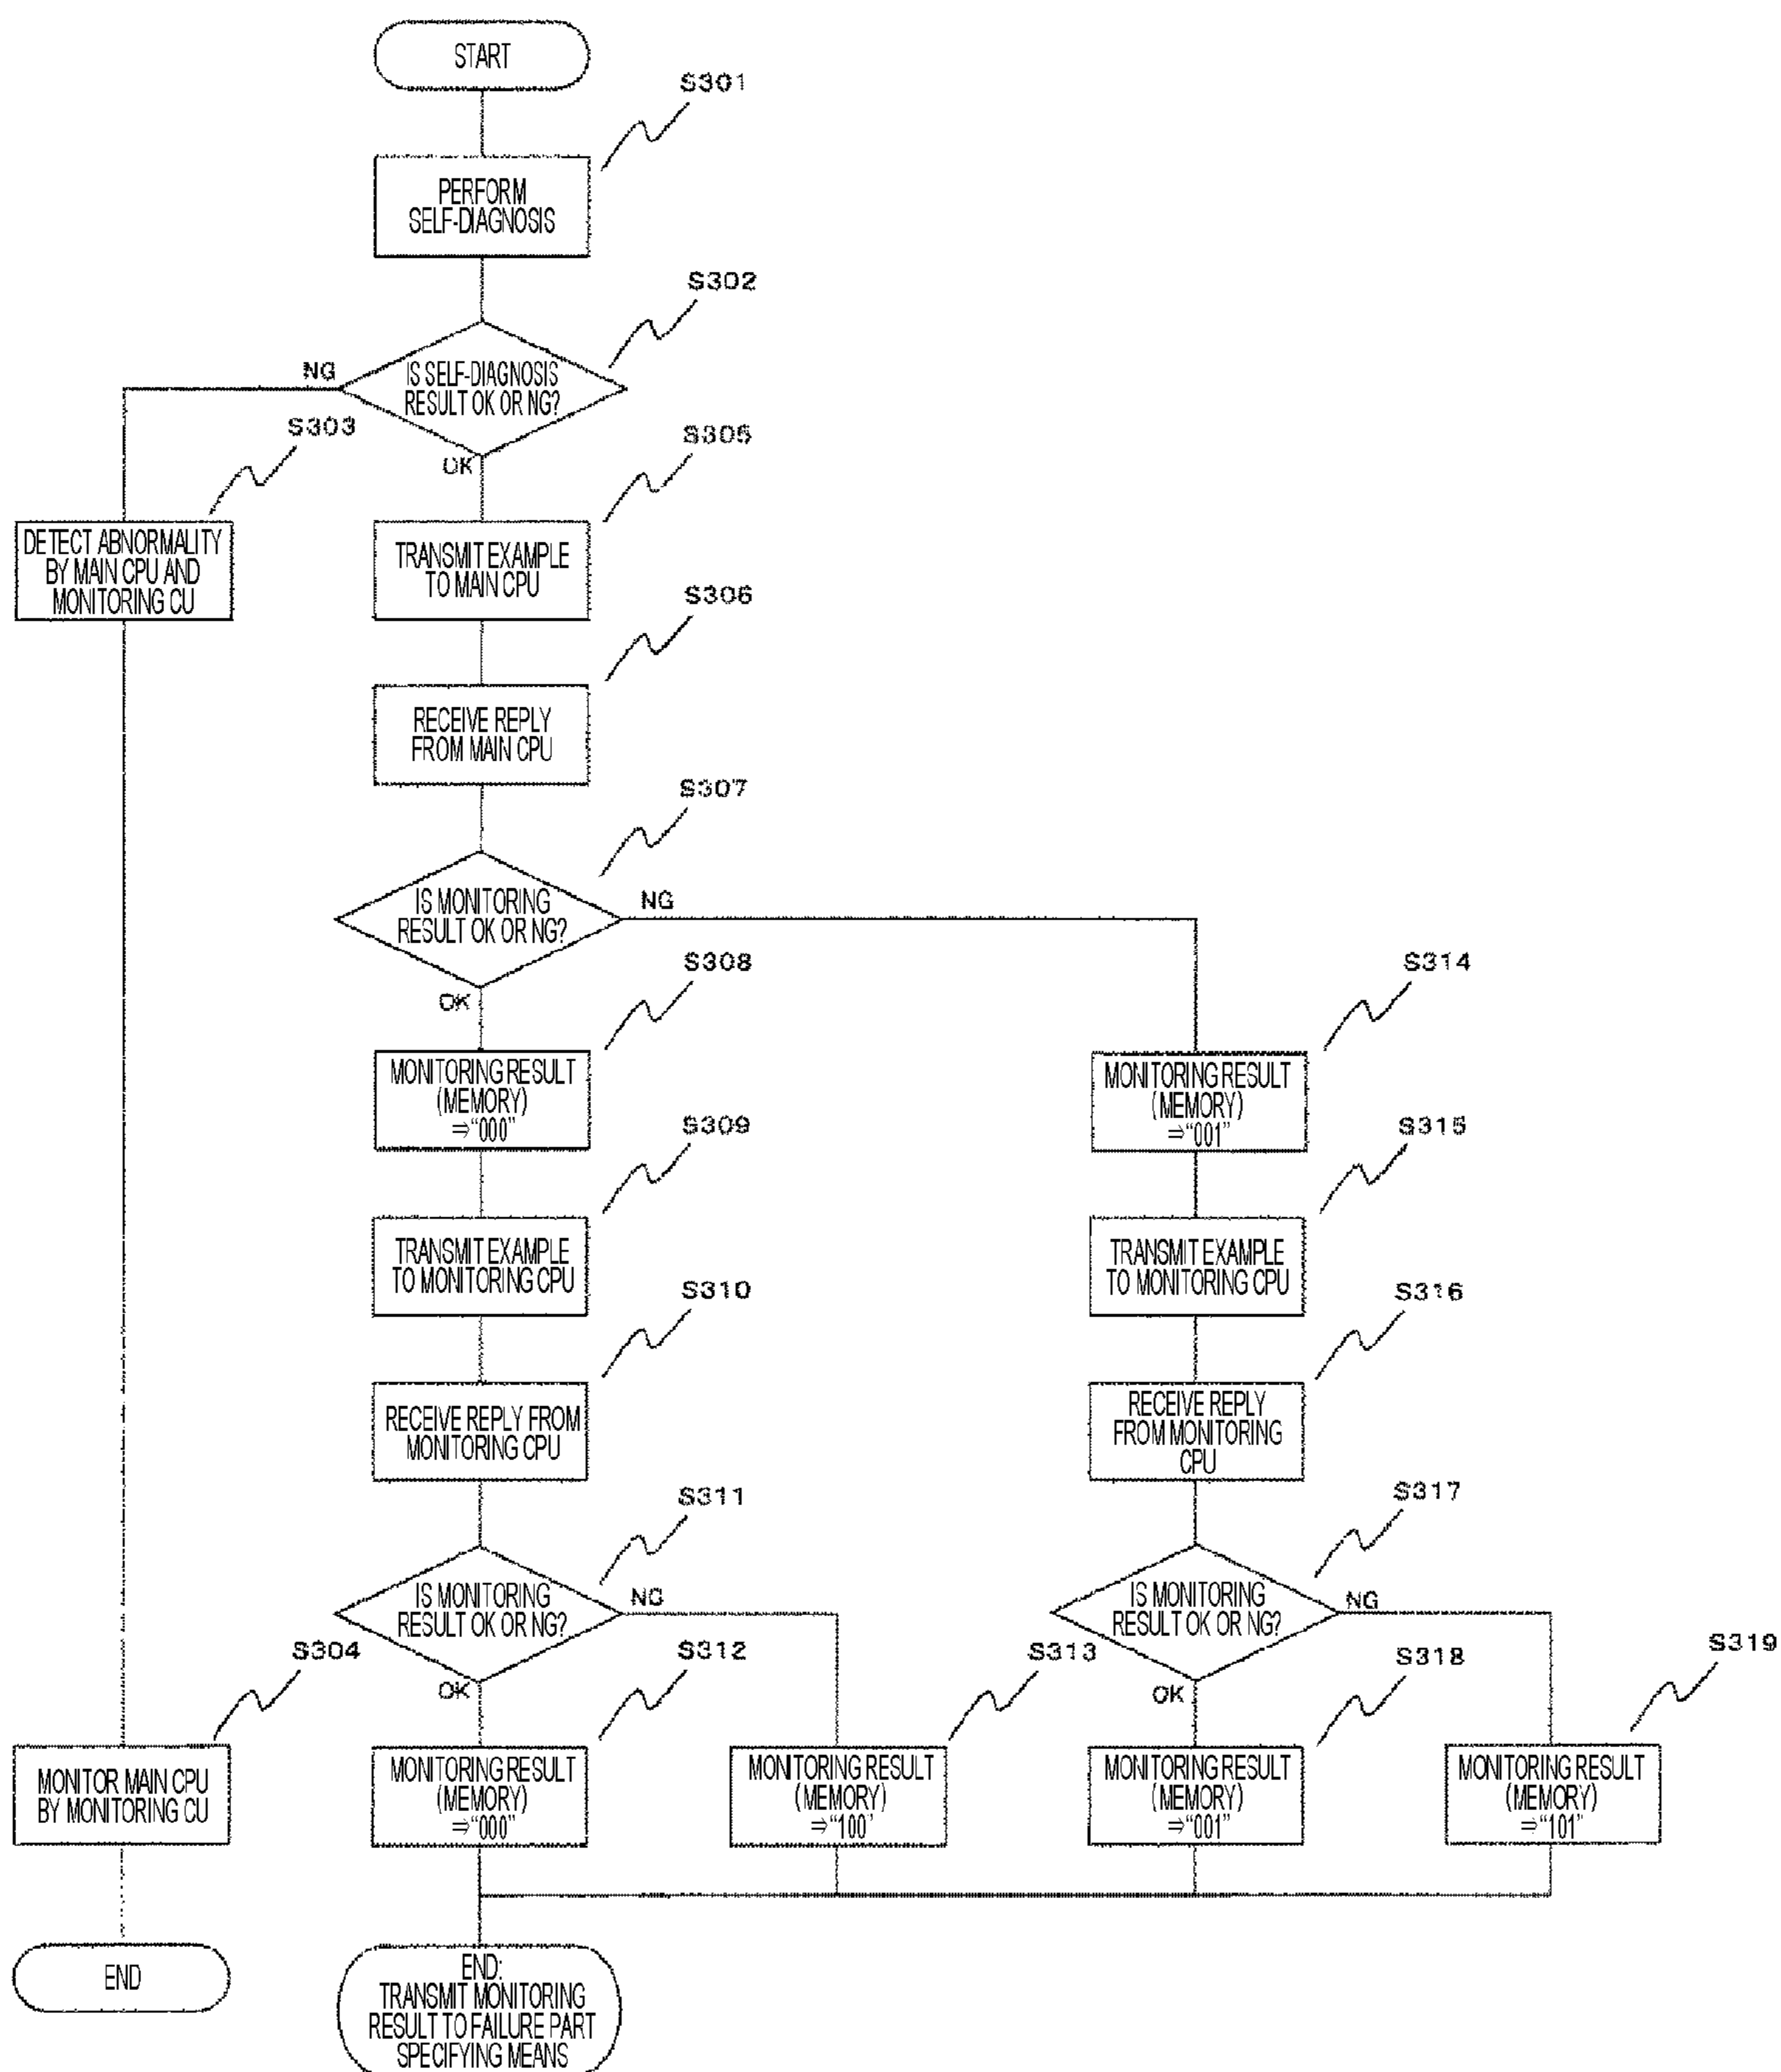 START
S301
PERFORM
SELF-DIAGNOSIS
S302
NG
IS SELF-DIAGNOSIS
RESULT OK OR NG?
OK
S303
DETECT ABNORMALITY
BY MAIN CPU AND
MONITORING CU
S305
TRANSMIT EXAMPLE
TO MAIN CPU
S306
RECEIVE REPLY
FROM MAIN CPU
S307
IS MONITORING
RESULT OK OR NG?
NG
OK
S308
MONITORING RESULT
(MEMORY)
⇒“000”
S314
MONITORING RESULT
(MEMORY)
⇒“001”
S309
TRANSMIT EXAMPLE
TO MONITORING CPU
S315
TRANSMIT EXAMPLE
TO MONITORING CPU
S310
RECEIVE REPLY FROM
MONITORING CPU
S316
RECEIVE REPLY
FROM MONITORING
CPU
S311
IS MONITORING
RESULT OK OR NG?
NG
OK
S317
IS MONITORING
RESULT OK OR NG?
NG
OK
S304
MONITOR MAIN CPU
BY MONITORING CU
S312
MONITORING RESULT
(MEMORY)
⇒“000”
S313
MONITORING RESULT
(MEMORY)
⇒“100”
S318
MONITORING RESULT
(MEMORY)
⇒“001”
S319
MONITORING RESULT
(MEMORY)
⇒“101”
END
END:
TRANSMIT MONITORING
RESULT TO FAILURE PART
SPECIFYING MEANS